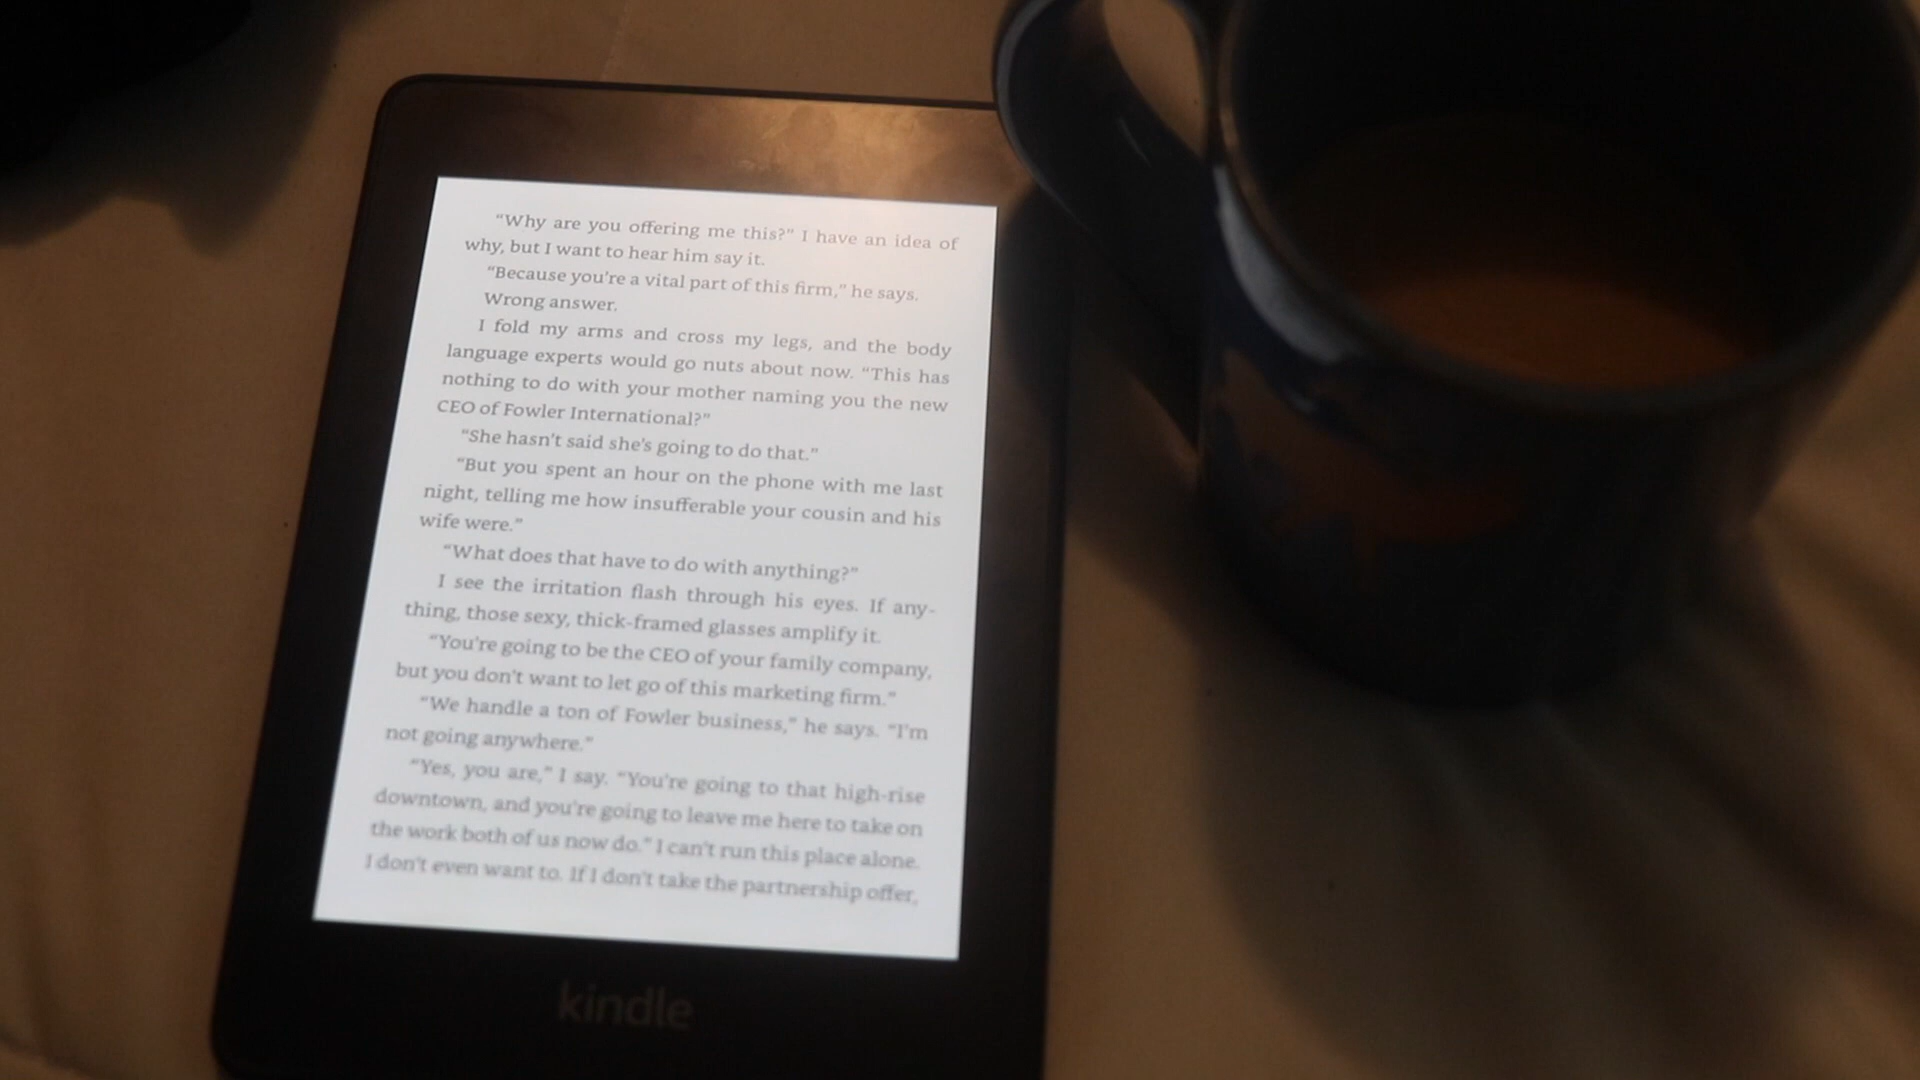 “Why are you offering me this?” I have an idea of
why, but I want to hear him say it.
“Because you’re a vital part of this firm,” he says.
Wrong answer.
I fold my arms and cross my legs, and the body
language experts would go nuts about now. “This has
nothing to do with your mother naming you the new
CEO of Fowler International?”
“She hasn’t said she’s going to do that.”
“But you spent an hour on the phone with me last
night, telling me how insufferable your cousin and his
wife were.”
“What does that have to do with anything?”
I see the irritation flash through his eyes. If any-
thing, those sexy, thick-framed glasses amplify it.
“You’re going to be the CEO of your family company,
but you don’t want to let go of this marketing firm.”
“We handle a ton of Fowler business,” he says. “I’m
not going anywhere.”
“Yes, you are,” I say. “You’re going to that high-rise
downtown, and you’re going to leave me here to take on
the work both of us now do.” I can’t run this place alone.
I don’t even want to. If I don’t take the partnership offer,
kindle